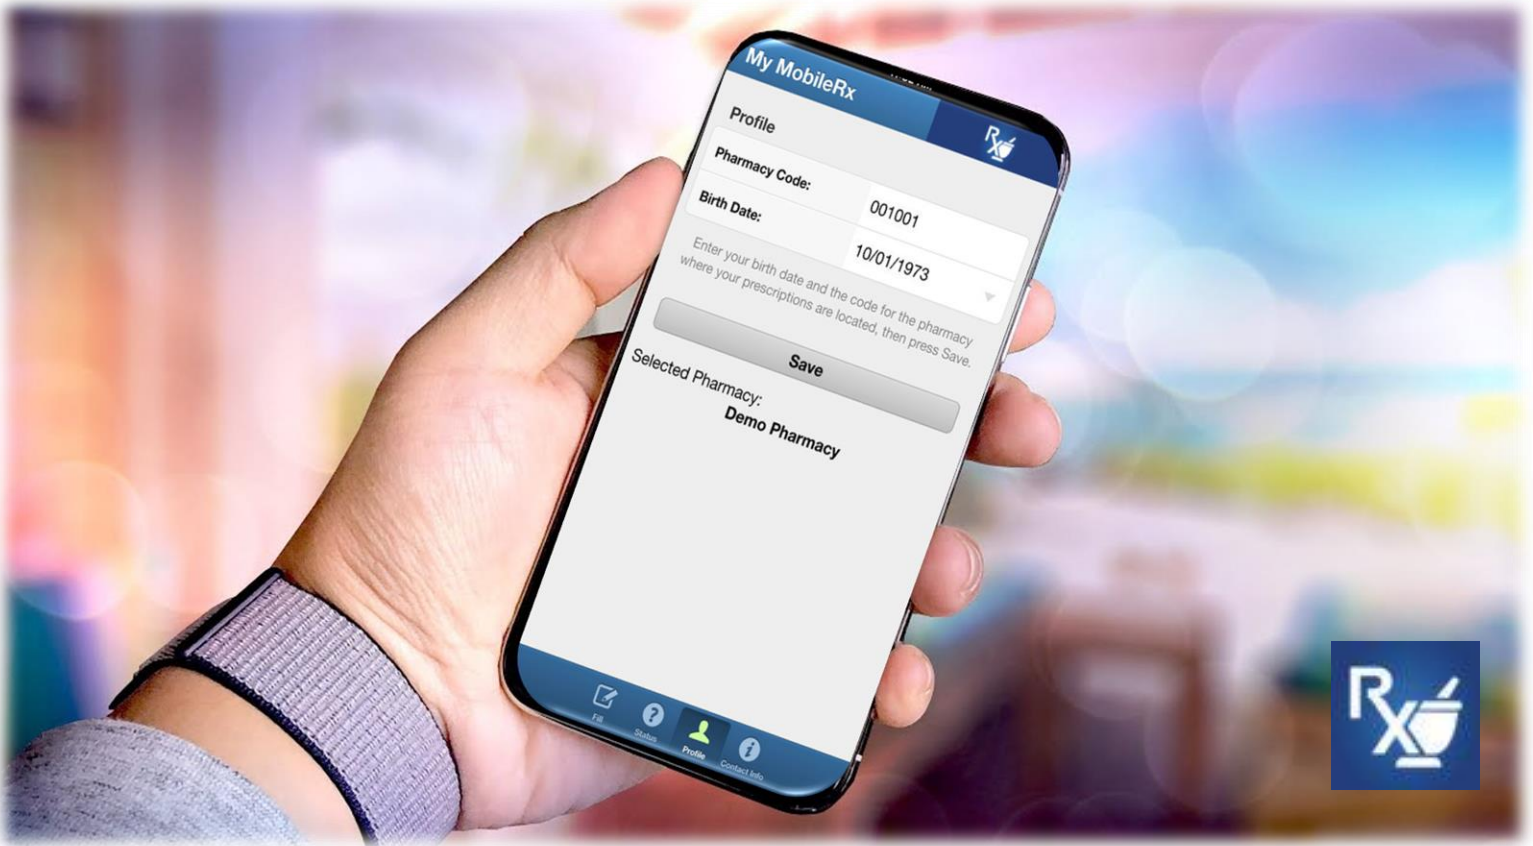 My MobileRx
Rx
Profile
Pharmacy Code:
001001
Birth Date:
10/01/1973
Enter your birth date and the code for the pharmacy
where your prescriptions are located, then press Save.
Save
Selected Pharmacy:
Demo Pharmacy
Fill
Status
Profile
Contact Info
Rx